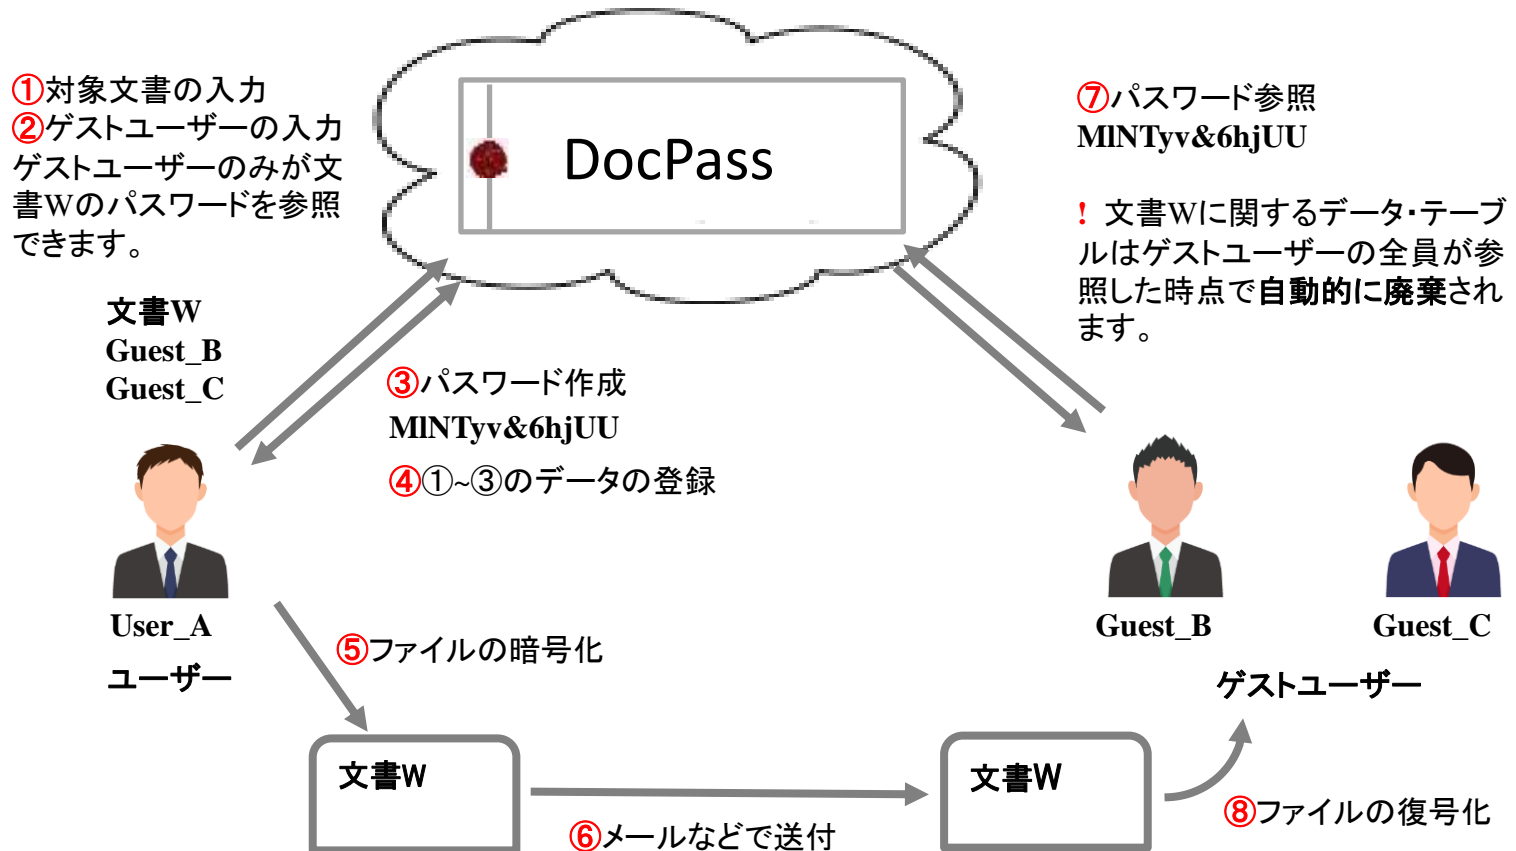 ①対象文書の入力
②ゲストユーザーの入力
ゲストユーザーのみが文
書Wのパスワードを参照
できます。
文書W
Guest_B
Guest_C
DocPass
⑦パスワード参照
MlNTyv&6hjUU
! 文書Wに関するデータ・テーブ
ルはゲストユーザーの全員が参
照した時点で自動的に廃棄され
ます。
③パスワード作成
MlNTyv&6hjUU
④①~③のデータの登録
User_A
ユーザー
Guest_B
Guest_C
ゲストユーザー
⑤ファイルの暗号化
文書W
⑥メールなどで送付
文書W
⑧ファイルの復号化